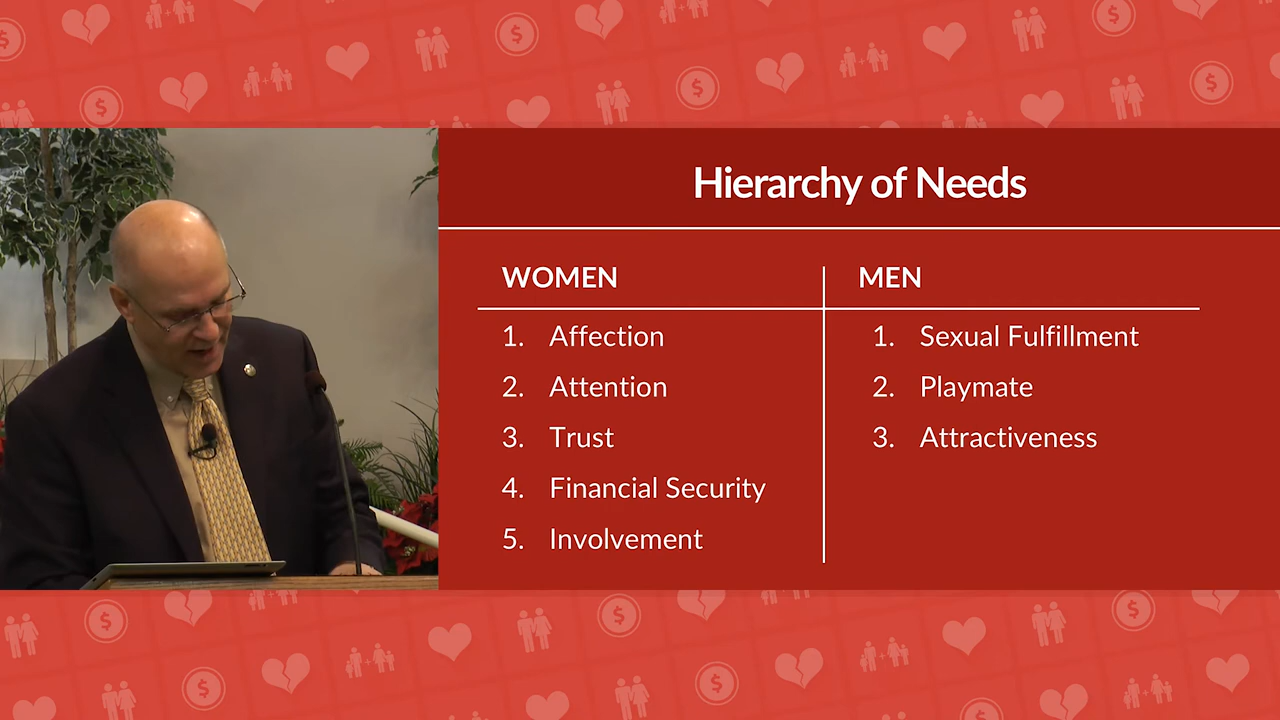 Hierarchy of Needs
WOMEN
1. Affection
2. Attention
3. Trust
4. Financial Security
5. Involvement
MEN
1. Sexual Fulfillment
2. Playmate
3. Attractiveness